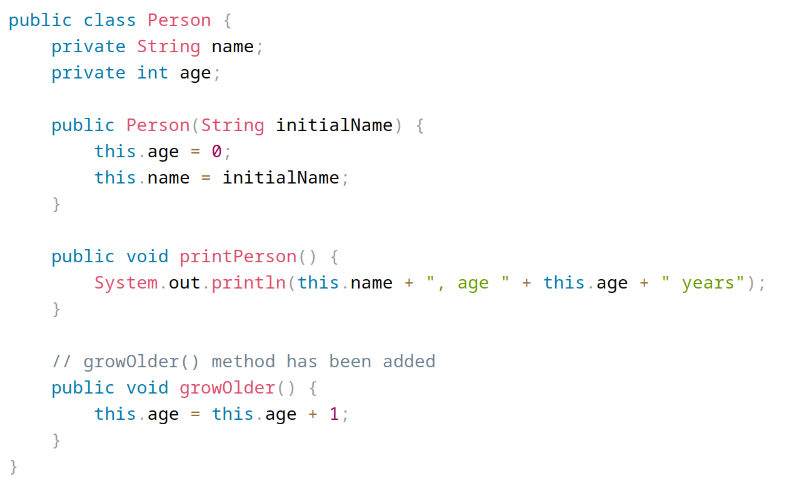 public class Person {
    private String name;
    private int age;

    public Person(String initialName) {
        this.age = 0;
        this.name = initialName;
    }

    public void printPerson() {
        System.out.println(this.name + ", age " + this.age + " years");
    }

    // growOlder() method has been added
    public void growOlder() {
        this.age = this.age + 1;
    }
}